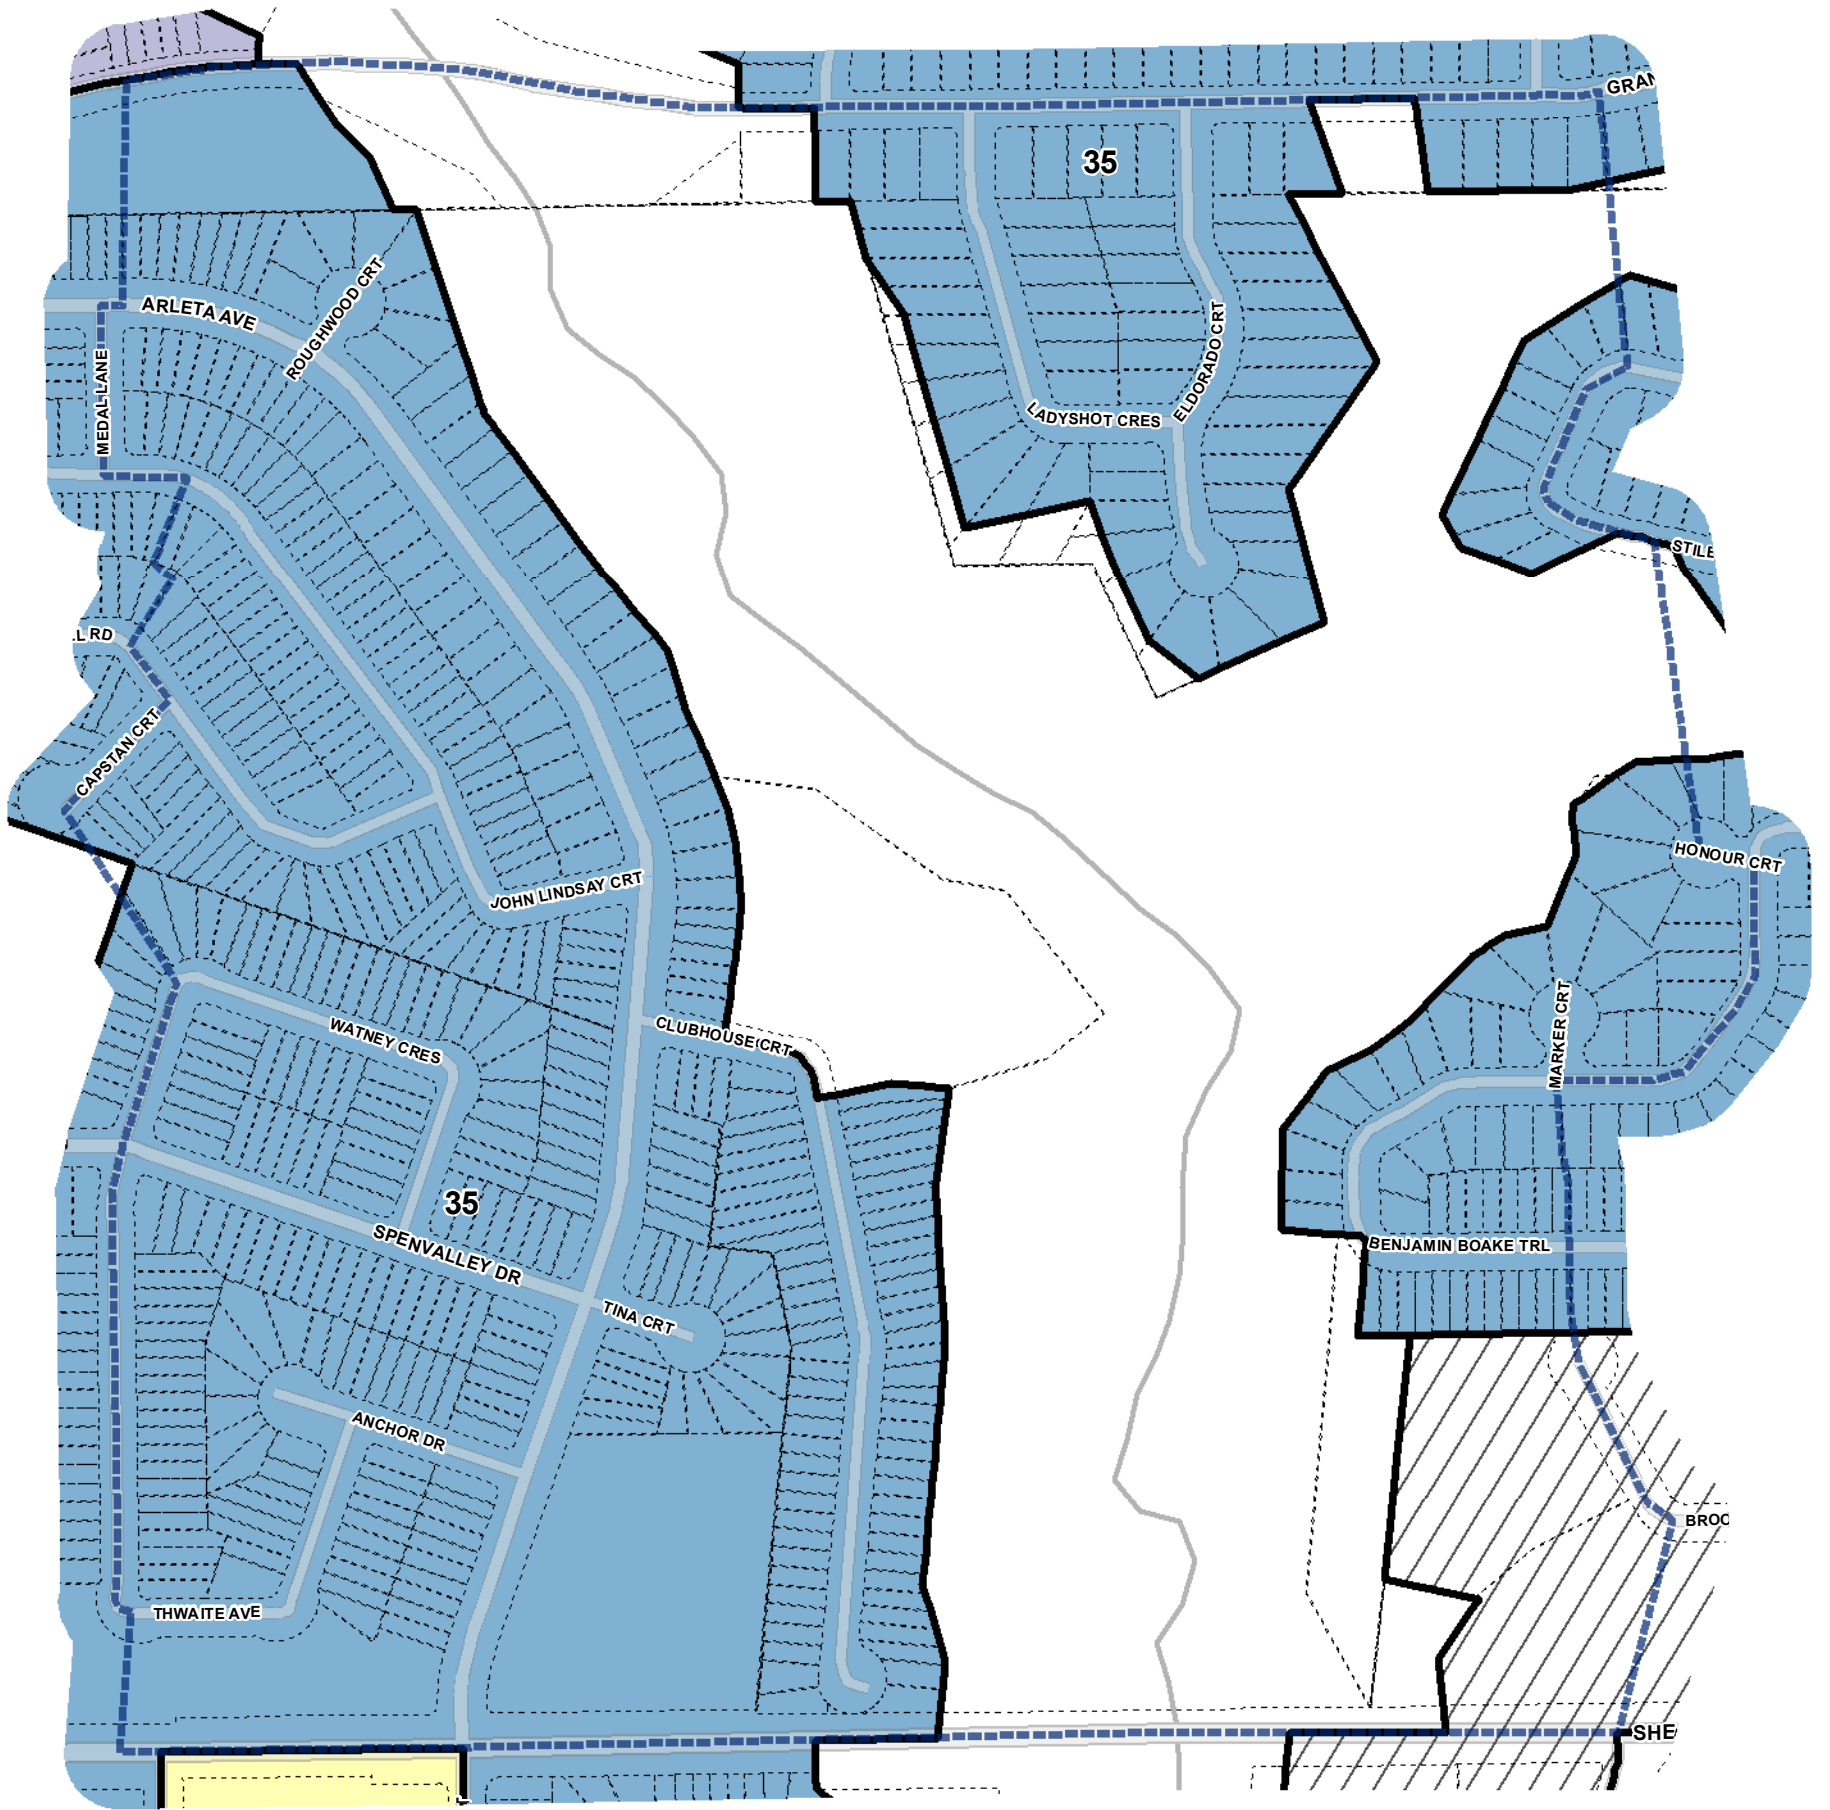 GRAN
35
ROUGHWOOD CRT
ARLETA AVE
MEDAL LANE
ELDORADO CRT
LADYSHOT CRES
STILE
LL RD
CAPSTAN CRT
HONOUR CRT
JOHN LINDSAY CRT
MARKER CRT
WATNEY CRES
CLUBHOUSE CRT
35
SPENVALLEY DR
BENJAMIN BOAKE TRL
TINA CRT
ANCHOR DR
BROO
THWAITE AVE
SHE